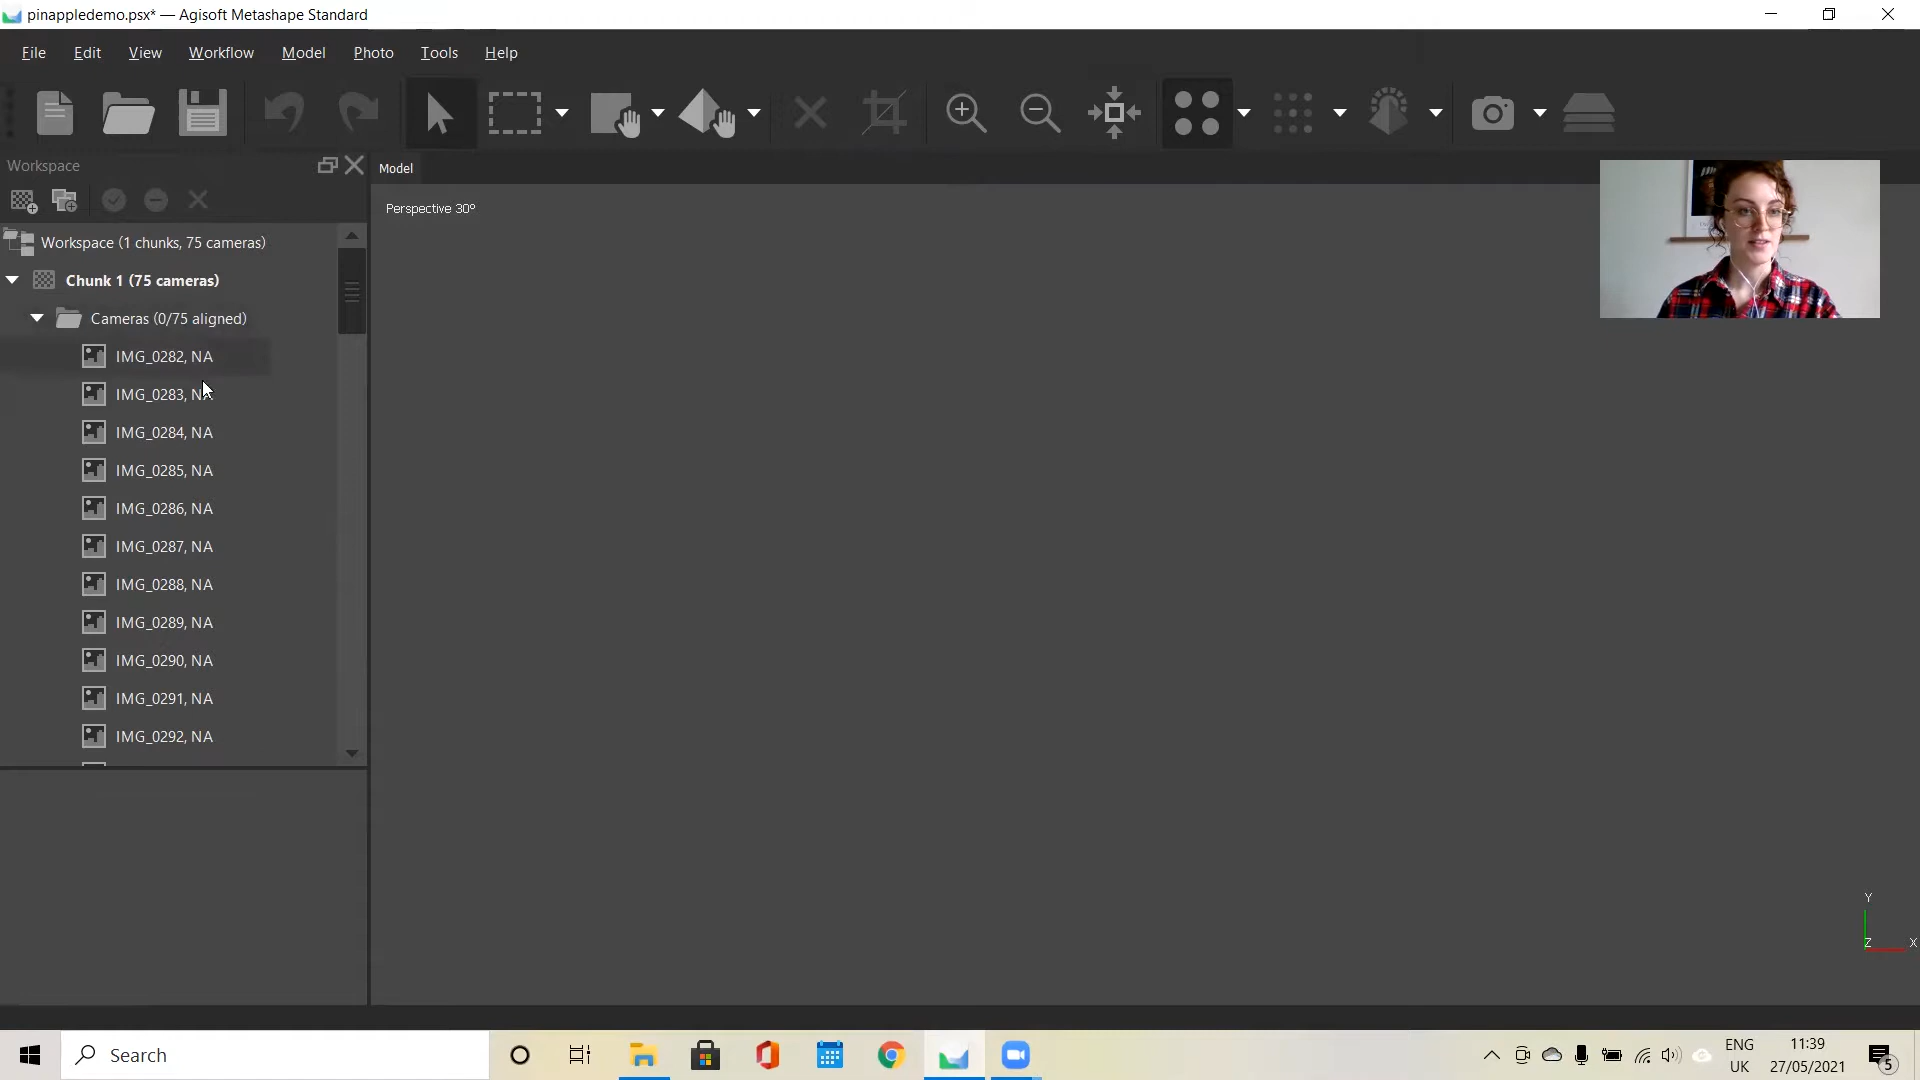 pinappledemo.psx* — Agisoft Metashape Standard
File Edit View Workflow Model Photo Tools Help
Workspace
Model
Perspective 30°
Workspace (1 chunks, 75 cameras)
Chunk 1 (75 cameras)
Cameras (0/75 aligned)
IMG_0282, NA
IMG_0283, NA
IMG_0284, NA
IMG_0285, NA
IMG_0286, NA
IMG_0287, NA
IMG_0288, NA
IMG_0289, NA
IMG_0290, NA
IMG_0291, NA
IMG_0292, NA
Y
Z X
Search
ENG
UK
11:39
27/05/2021
5